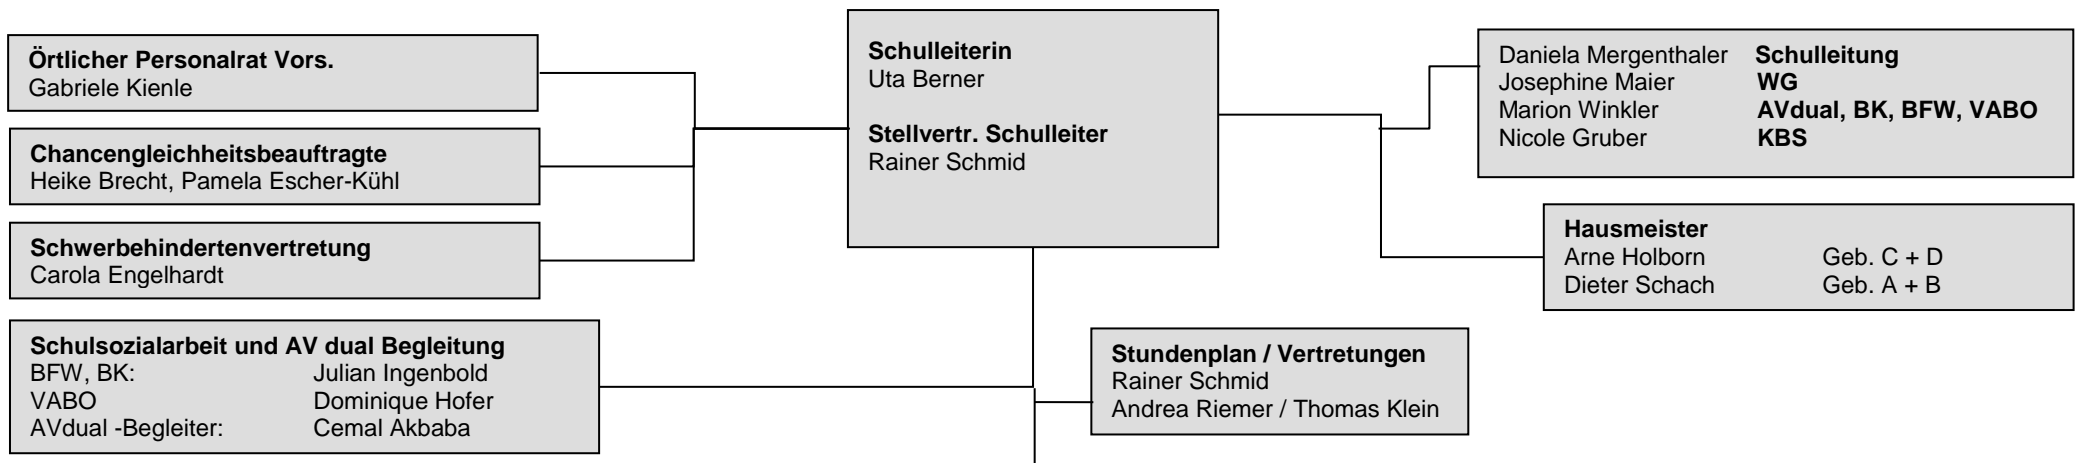 Örtlicher Personalrat Vors.
Gabriele Kienle
Chancengleichheitsbeauftragte
Heike Brecht, Pamela Escher-Kühl
Schwerbehindertenvertretung
Carola Engelhardt
Schulleiterin
Uta Berner
Stellvertr. Schulleiter
Rainer Schmid
Daniela Mergenthaler Schulleitung
Josephine Maier WG
Marion Winkler AVdual, BK, BFW, VABO
Nicole Gruber KBS
Hausmeister
Arne Holborn Geb. C + D
Dieter Schach Geb. A + B
Schulsozialarbeit und AV dual Begleitung
BFW, BK: Julian Ingenbold
VABO Dominique Hofer
AVdual -Begleiter: Cemal Akbaba
Stundenplan / Vertretungen
Rainer Schmid
Andrea Riemer / Thomas Klein